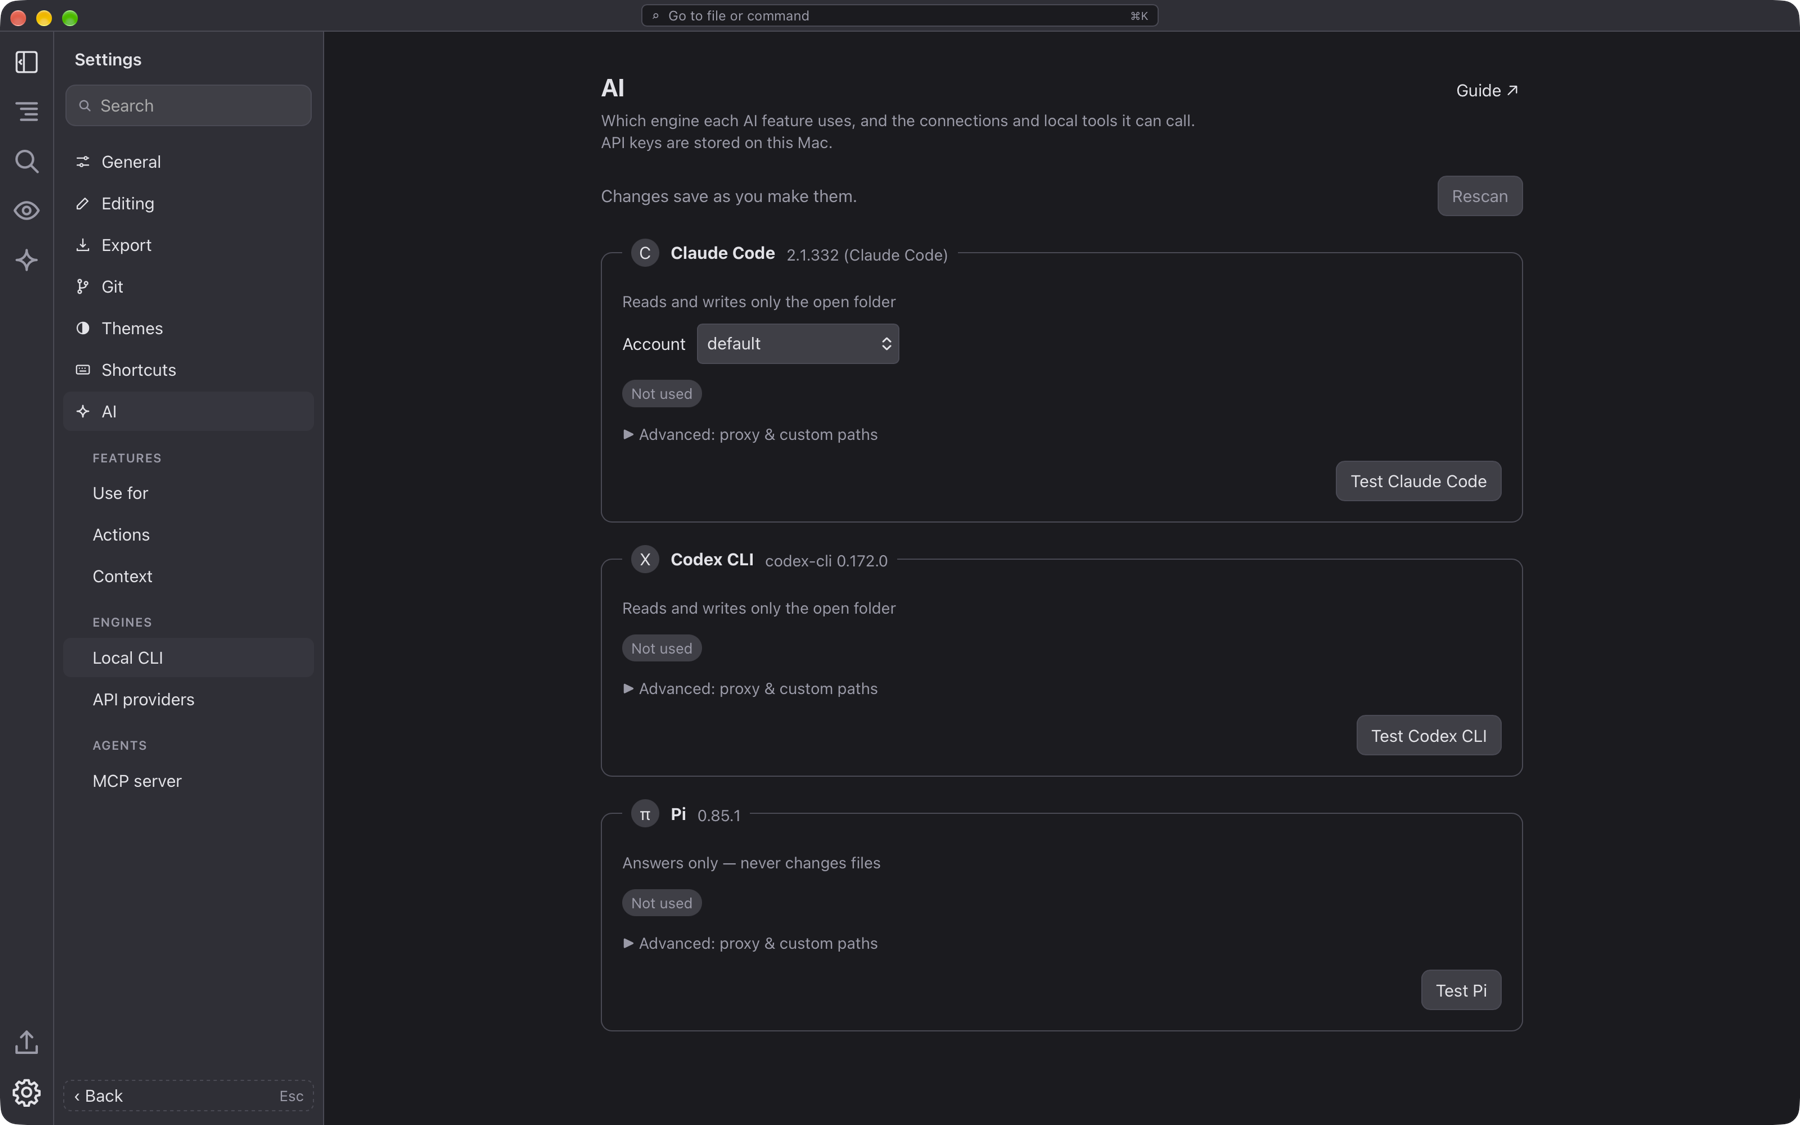 Go to file or command ⌘K
Settings
Search
General
Editing
Export
Git
Themes
Shortcuts
AI
FEATURES
Use for
Actions
Context
ENGINES
Local CLI
API providers
AGENTS
MCP server
‹ Back Esc
AI
Guide ↗
Which engine each AI feature uses, and the connections and local tools it can call.
API keys are stored on this Mac.
Changes save as you make them.
Rescan
C Claude Code 2.1.332 (Claude Code)
Reads and writes only the open folder
Account default
Not used
▶ Advanced: proxy & custom paths
Test Claude Code
X Codex CLI codex-cli 0.172.0
Reads and writes only the open folder
Not used
▶ Advanced: proxy & custom paths
Test Codex CLI
π Pi 0.85.1
Answers only — never changes files
Not used
▶ Advanced: proxy & custom paths
Test Pi